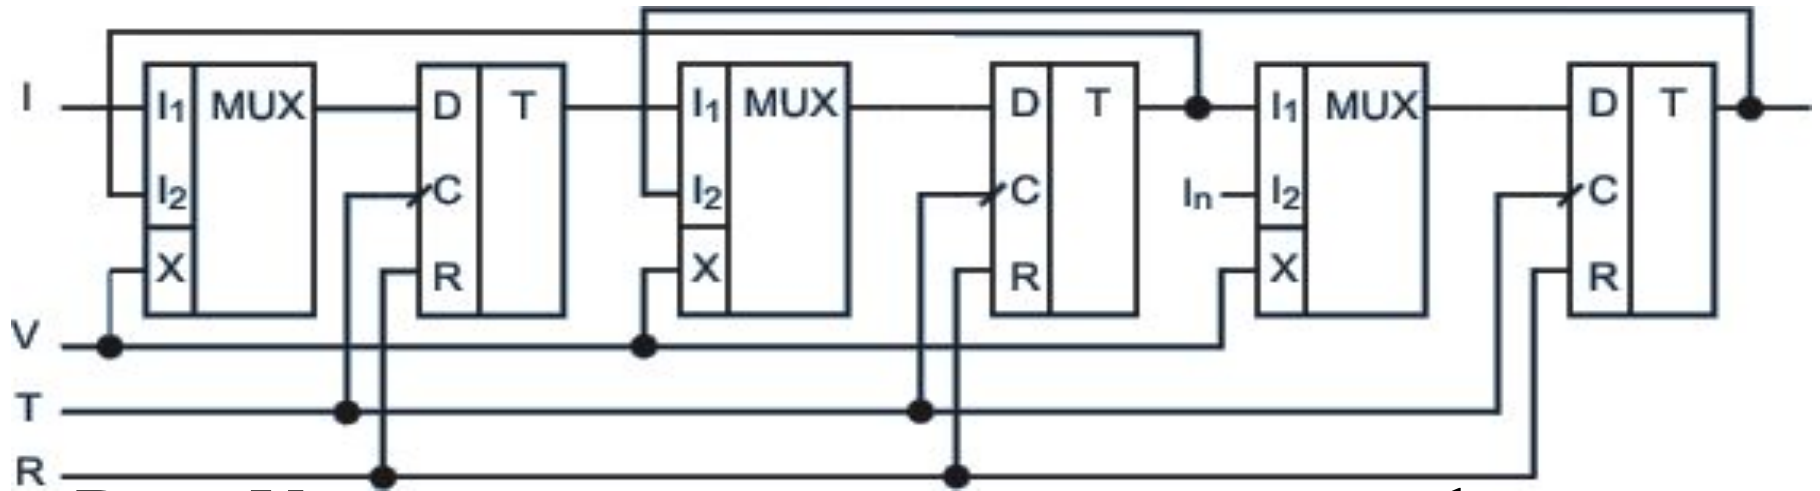 I I₁ MUX D T I₁ MUX D T I₁ MUX D T
I₂ C I₂ C Iₙ I₂ C
X R X R X R
V
T
R